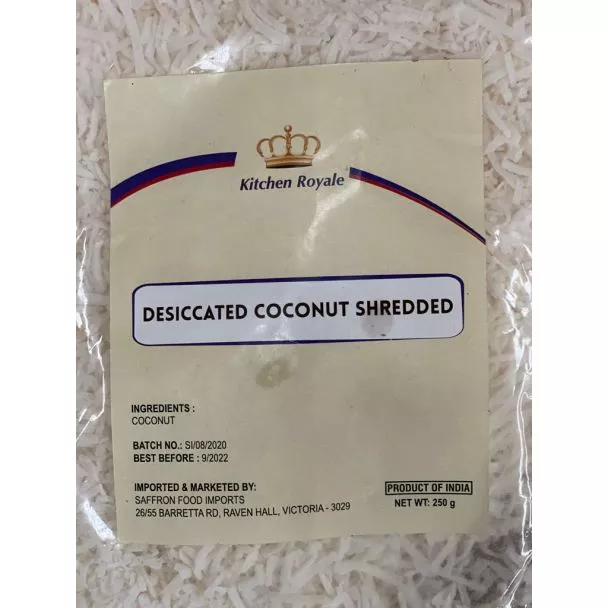 Kitchen Royale
DESICCATED COCONUT SHREDDED
INGREDIENTS :
COCONUT
BATCH NO.: SI/08/2020
BEST BEFORE : 9/2022
IMPORTED & MARKETED BY:
SAFFRON FOOD IMPORTS
26/55 BARRETTA RD, RAVEN HALL, VICTORIA - 3029
PRODUCT OF INDIA
NET WT: 250 g